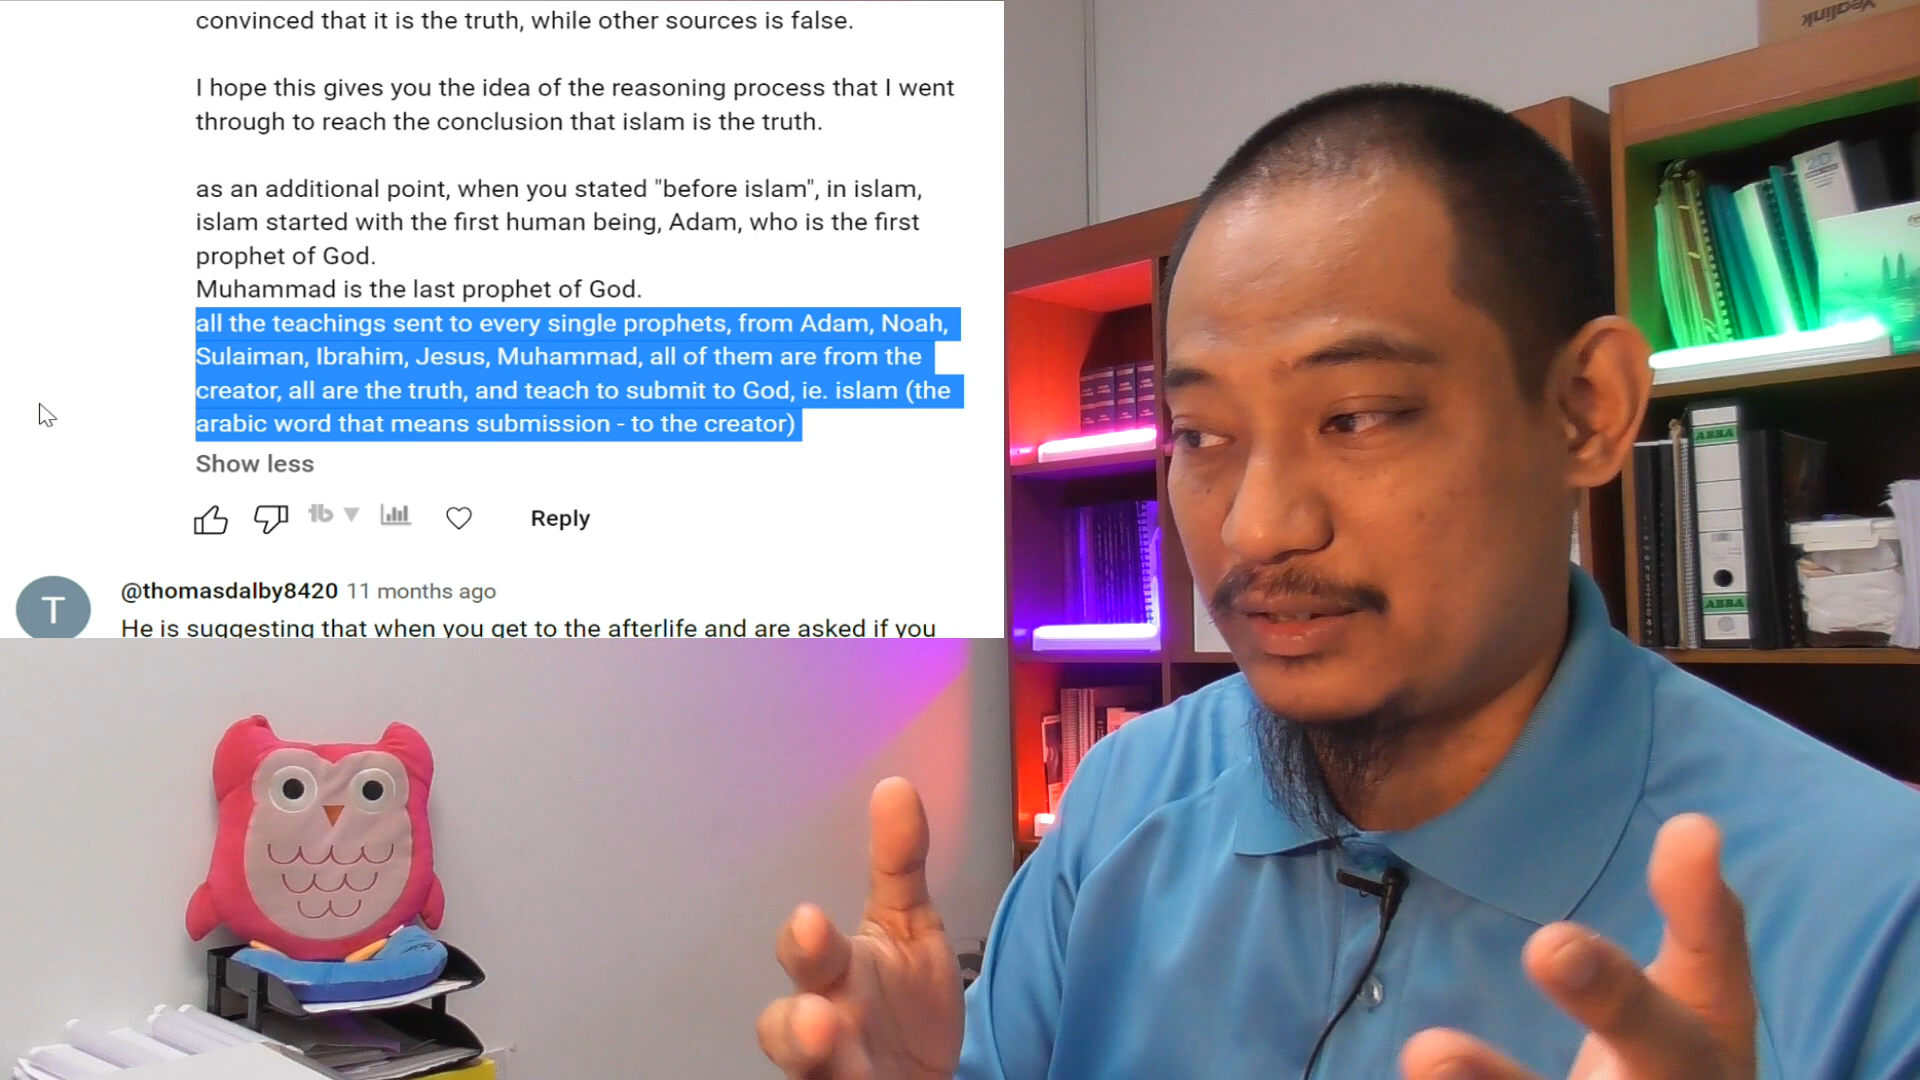 convinced that it is the truth, while other sources is false.
I hope this gives you the idea of the reasoning process that I went
through to reach the conclusion that islam is the truth.
as an additional point, when you stated "before islam", in islam,
islam started with the first human being, Adam, who is the first
prophet of God.
Muhammad is the last prophet of God.
all the teachings sent to every single prophets, from Adam, Noah,
Sulaiman, Ibrahim, Jesus, Muhammad, all of them are from the
creator, all are the truth, and teach to submit to God, ie. islam (the
arabic word that means submission - to the creator)
Show less
Reply
T
@thomasdalby8420 11 months ago
He is suggesting that when you get to the afterlife and are asked if you
Yealink
2D
ABBA
ABBA